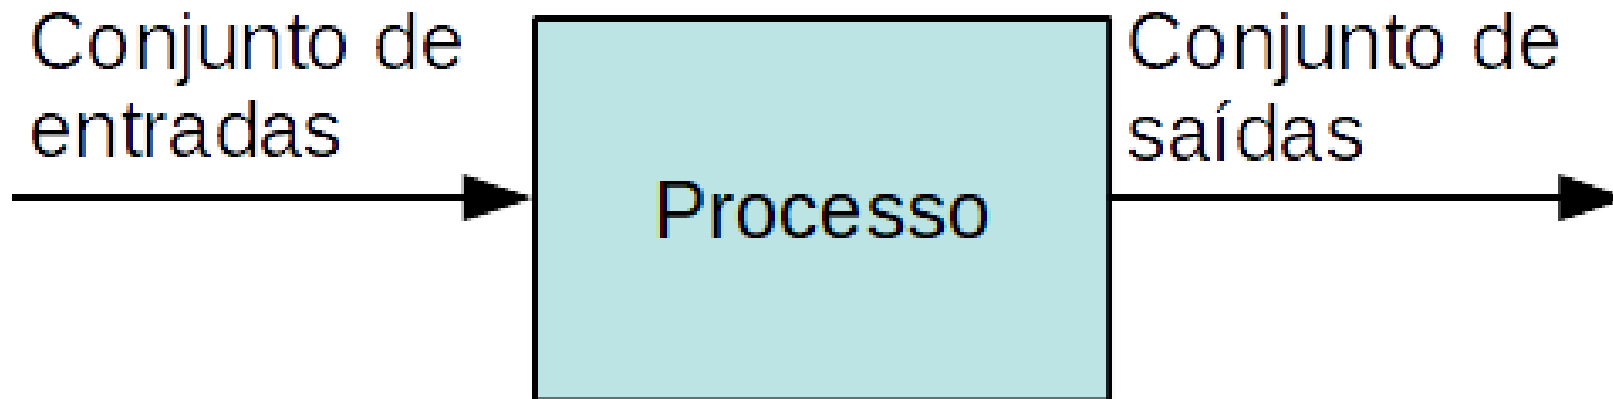 Conjunto de
entradas
Processo
Conjunto de
saídas